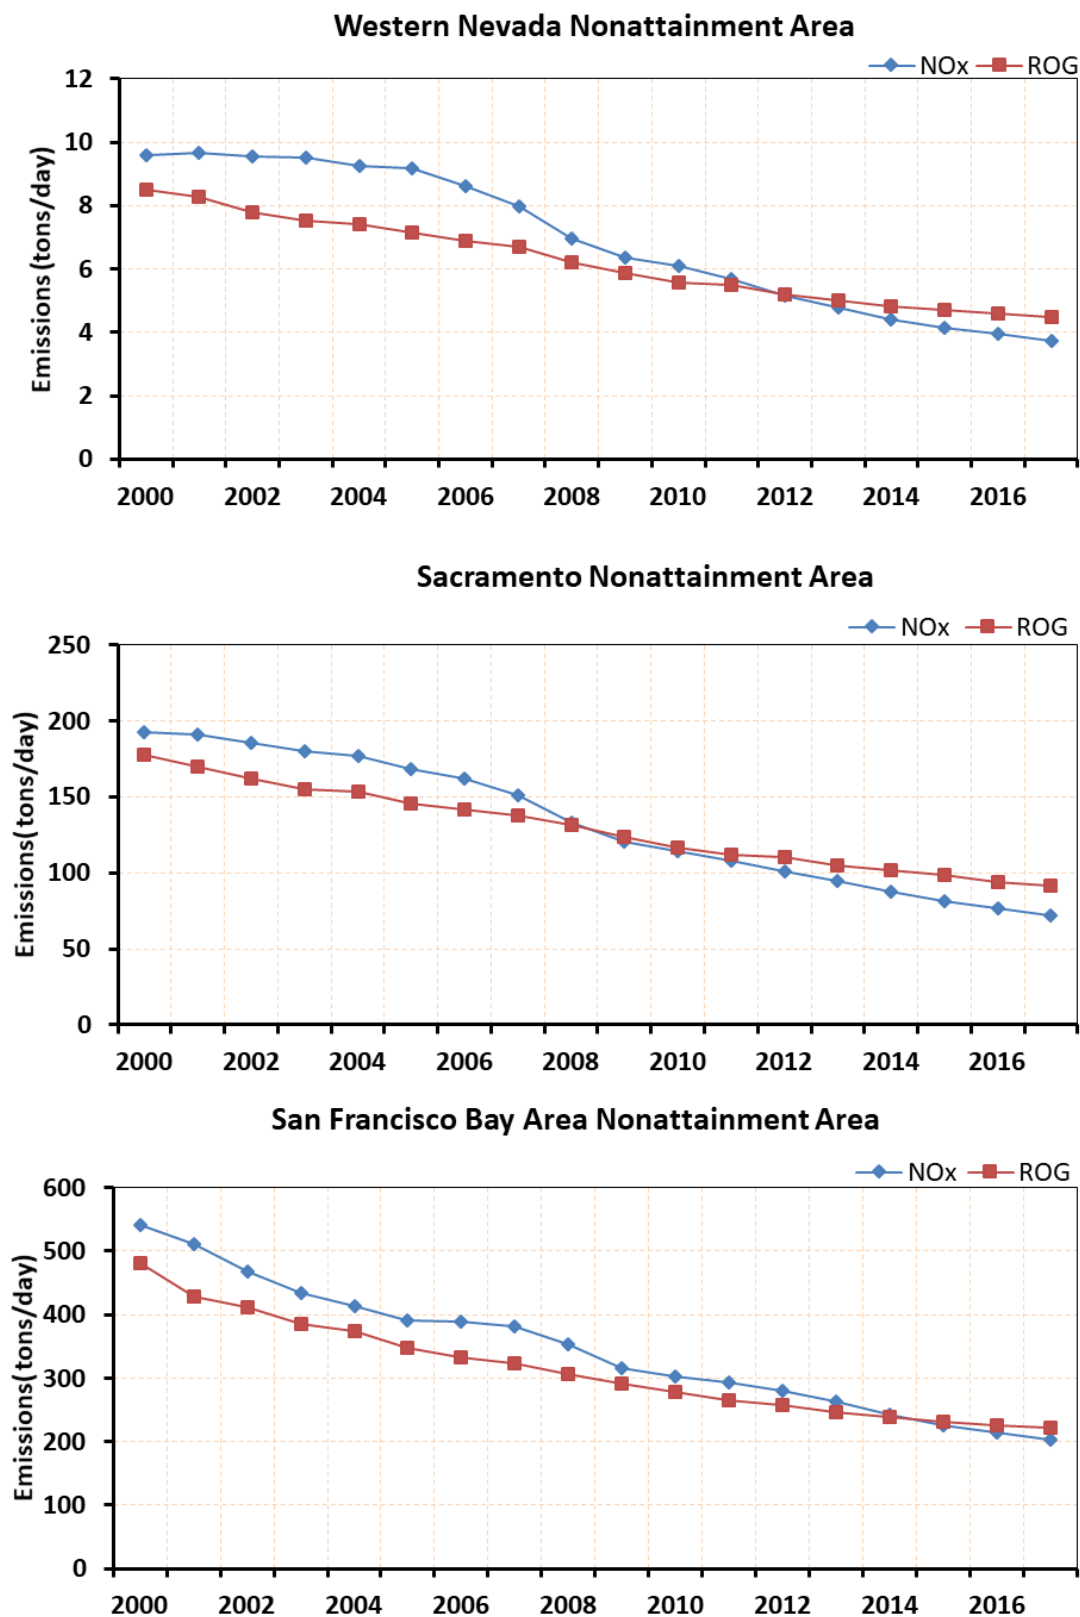 Western Nevada Nonattainment Area
NOx ROG
12
10
8
6
4
2
0
Emissions (tons/day)
2000 2002 2004 2006 2008 2010 2012 2014 2016
Sacramento Nonattainment Area
NOx ROG
250
200
150
100
50
0
Emissions( tons/day)
2000 2002 2004 2006 2008 2010 2012 2014 2016
San Francisco Bay Area Nonattainment Area
NOx ROG
600
500
400
300
200
100
0
Emissions(tons/day)
2000 2002 2004 2006 2008 2010 2012 2014 2016